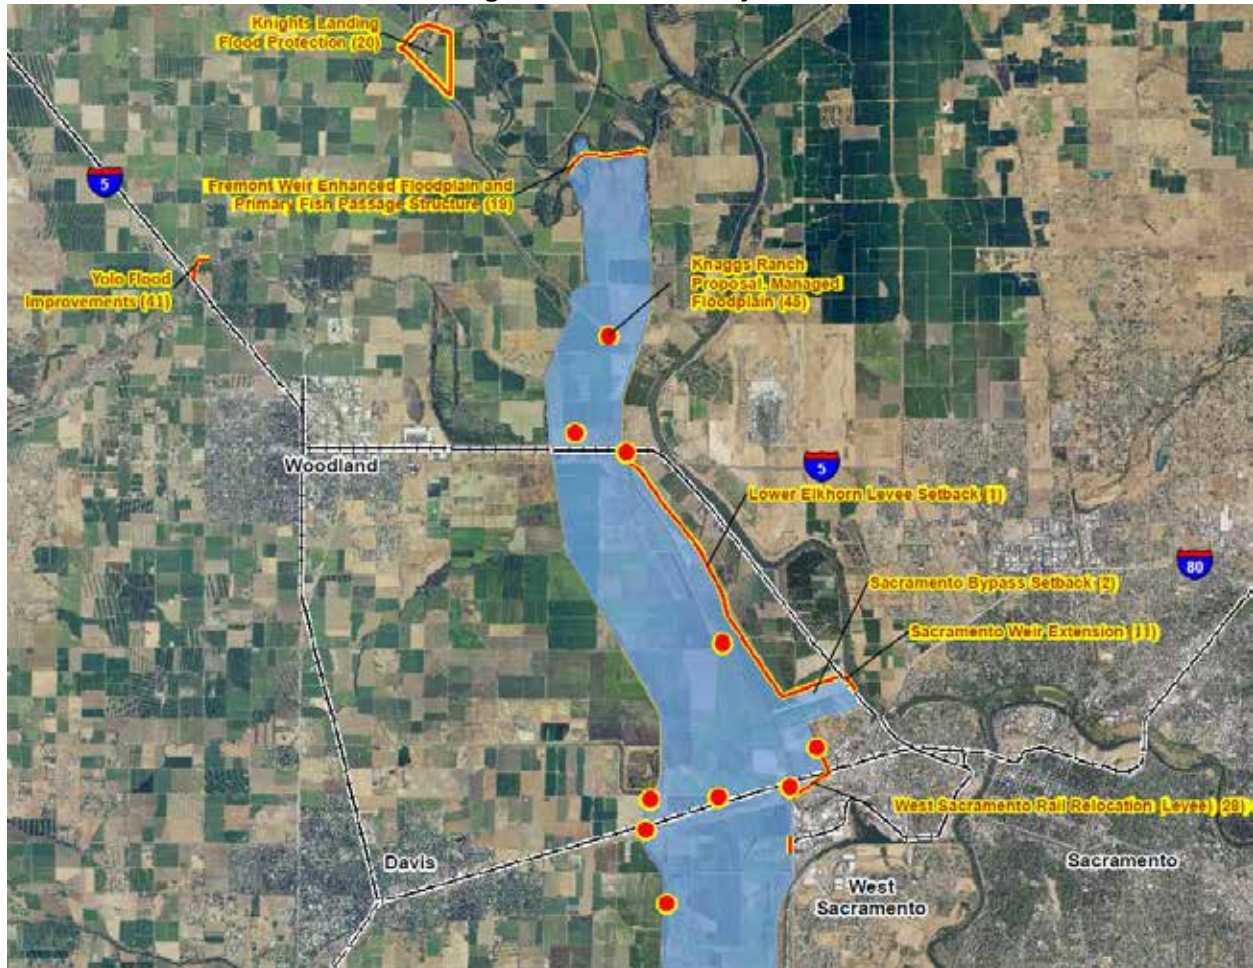 Knights Landing
Flood Protection (20)
5
Fremont Weir Enhanced Floodplain and
Primary Fish Passage Structure (19)
Yolo Flood
Improvements (41)
Knaggs Ranch
Proposal, Managed
Floodplain (45)
Woodland
5
Lower Elkhorn Levee Setback (1)
80
Sacramento Bypass Setback (2)
Sacramento Weir Extension (11)
West Sacramento Rail Relocation (Levee) (28)
Davis
Sacramento
West
Sacramento